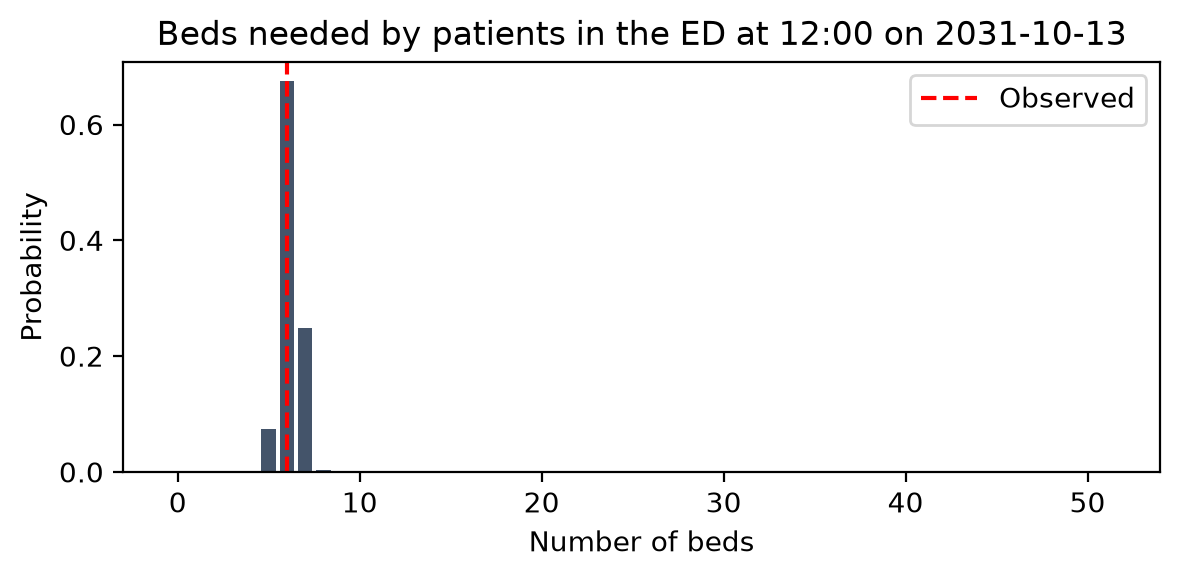 Beds needed by patients in the ED at 12:00 on 2031-10-13
Observed
Probability
0.6
0.4
0.2
0.0
0 10 20 30 40 50
Number of beds